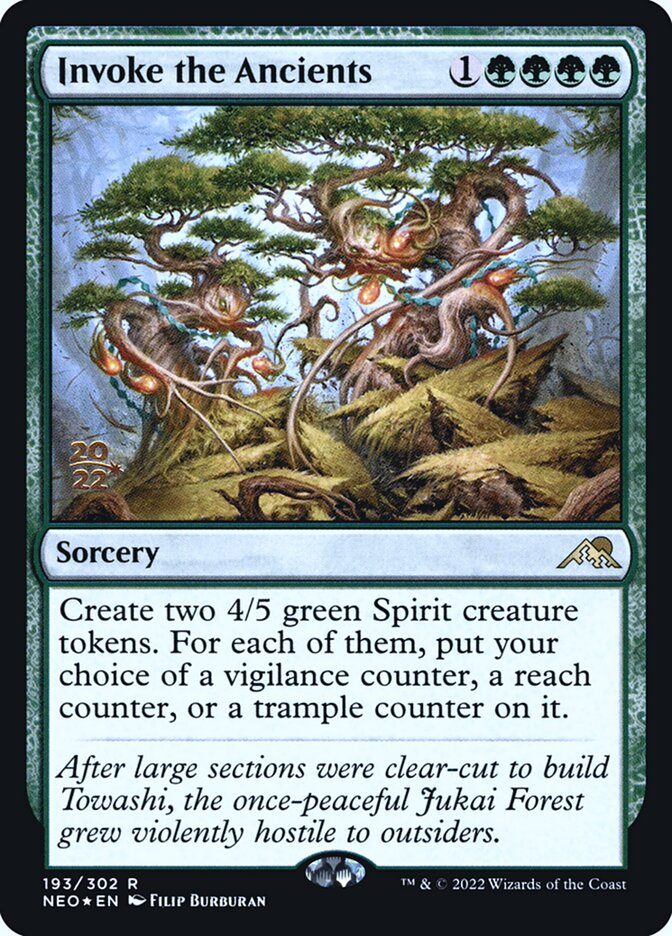 Invoke the Ancients 1
20
22
Sorcery
Create two 4/5 green Spirit creature
tokens. For each of them, put your
choice of a vigilance counter, a reach
counter, or a trample counter on it.
After large sections were clear-cut to build
Towashi, the once-peaceful Jukai Forest
grew violently hostile to outsiders.
193/302 R
NEO★EN Filip Burburan
™ & © 2022 Wizards of the Coast